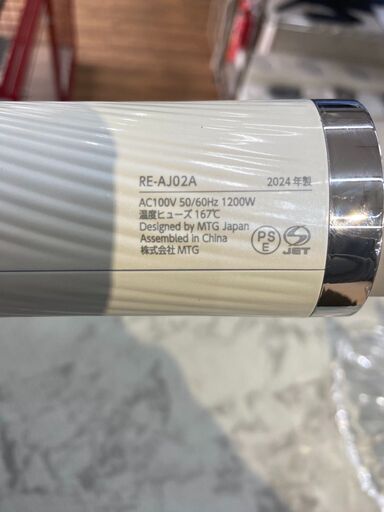 RE-AJ02A 2024年製
AC100V 50/60Hz 1200W
温度ヒューズ 167℃
Designed by MTG Japan
Assembled in China
株式会社 MTG
PS
E
JET